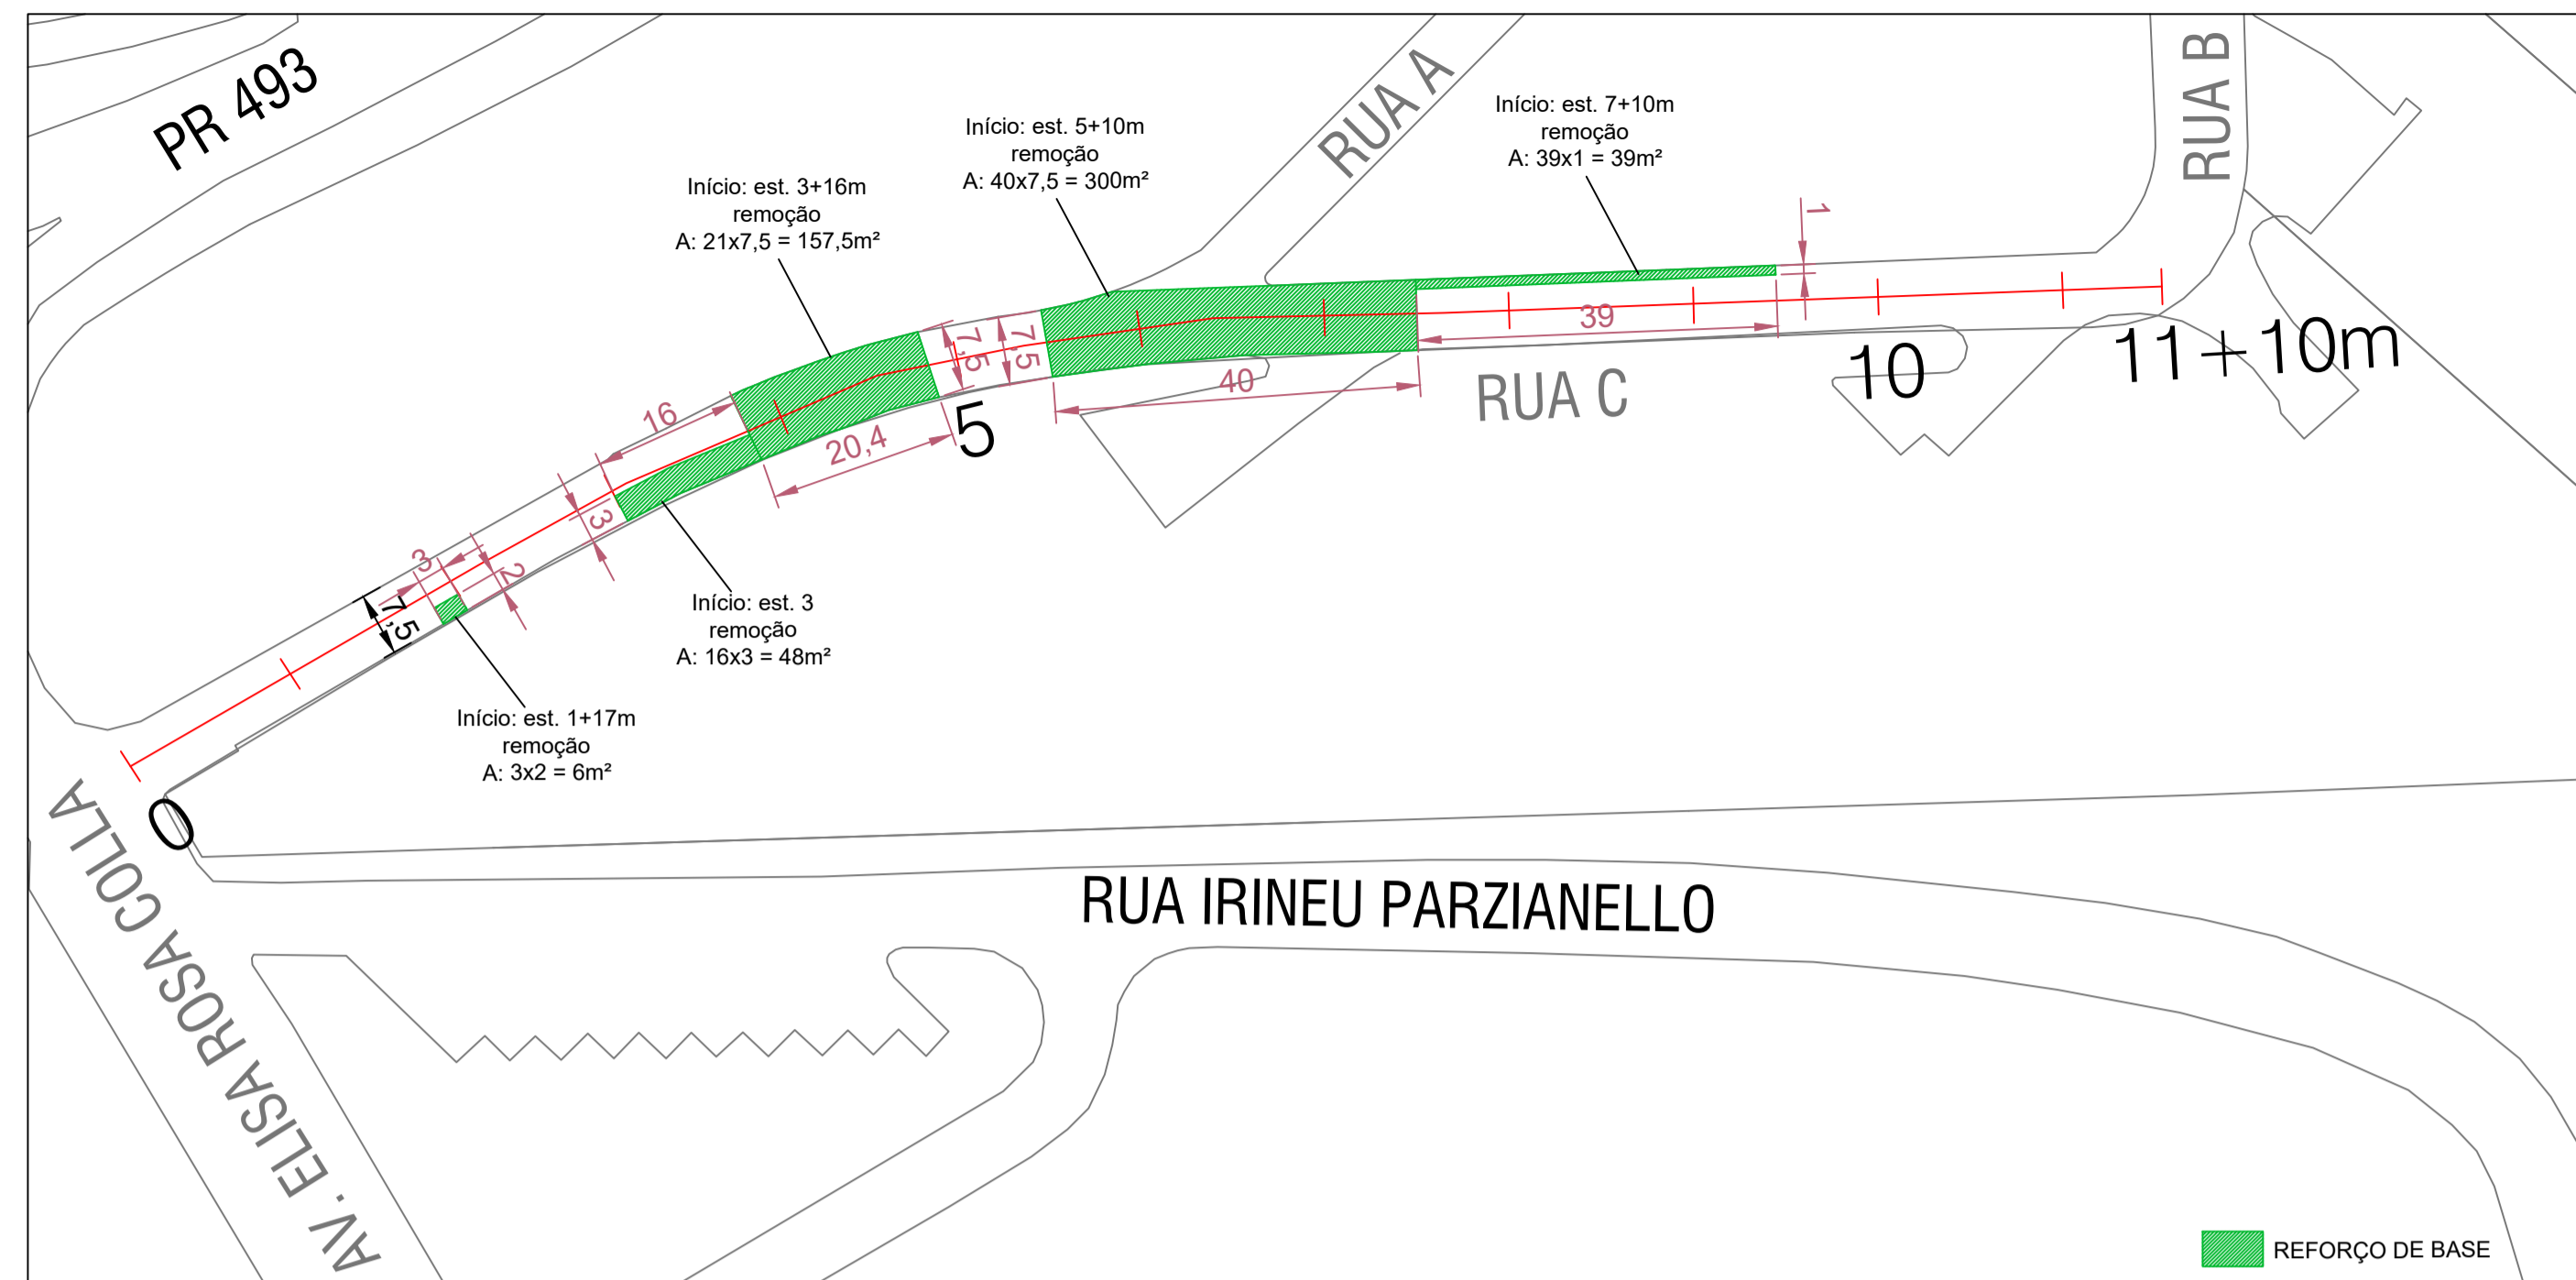 PR 493
RUA A
RUA B
Início: est. 7+10m
remoção
A: 39x1 = 39m²
Início: est. 5+10m
remoção
A: 40x7,5 = 300m²
Início: est. 3+16m
remoção
A: 21x7,5 = 157,5m²
1
39
7,5
7,5
40
16
20,4
5
RUA C
10
11+10m
3
3
2
7,5
Início: est. 3
remoção
A: 16x3 = 48m²
Início: est. 1+17m
remoção
A: 3x2 = 6m²
0
AV. ELISA ROSA COLLA
RUA IRINEU PARZIANELLO
REFORÇO DE BASE